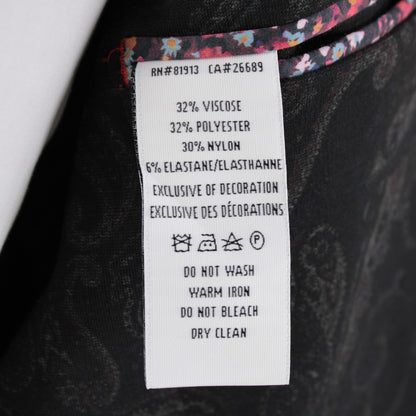 RN#81913 CA#26689
32% VISCOSE
32% POLYESTER
30% NYLON
6% ELASTANE/ELASTHANNE
EXCLUSIVE OF DECORATION
EXCLUSIVE DES DÉCORATIONS
P
DO NOT WASH
WARM IRON
DO NOT BLEACH
DRY CLEAN